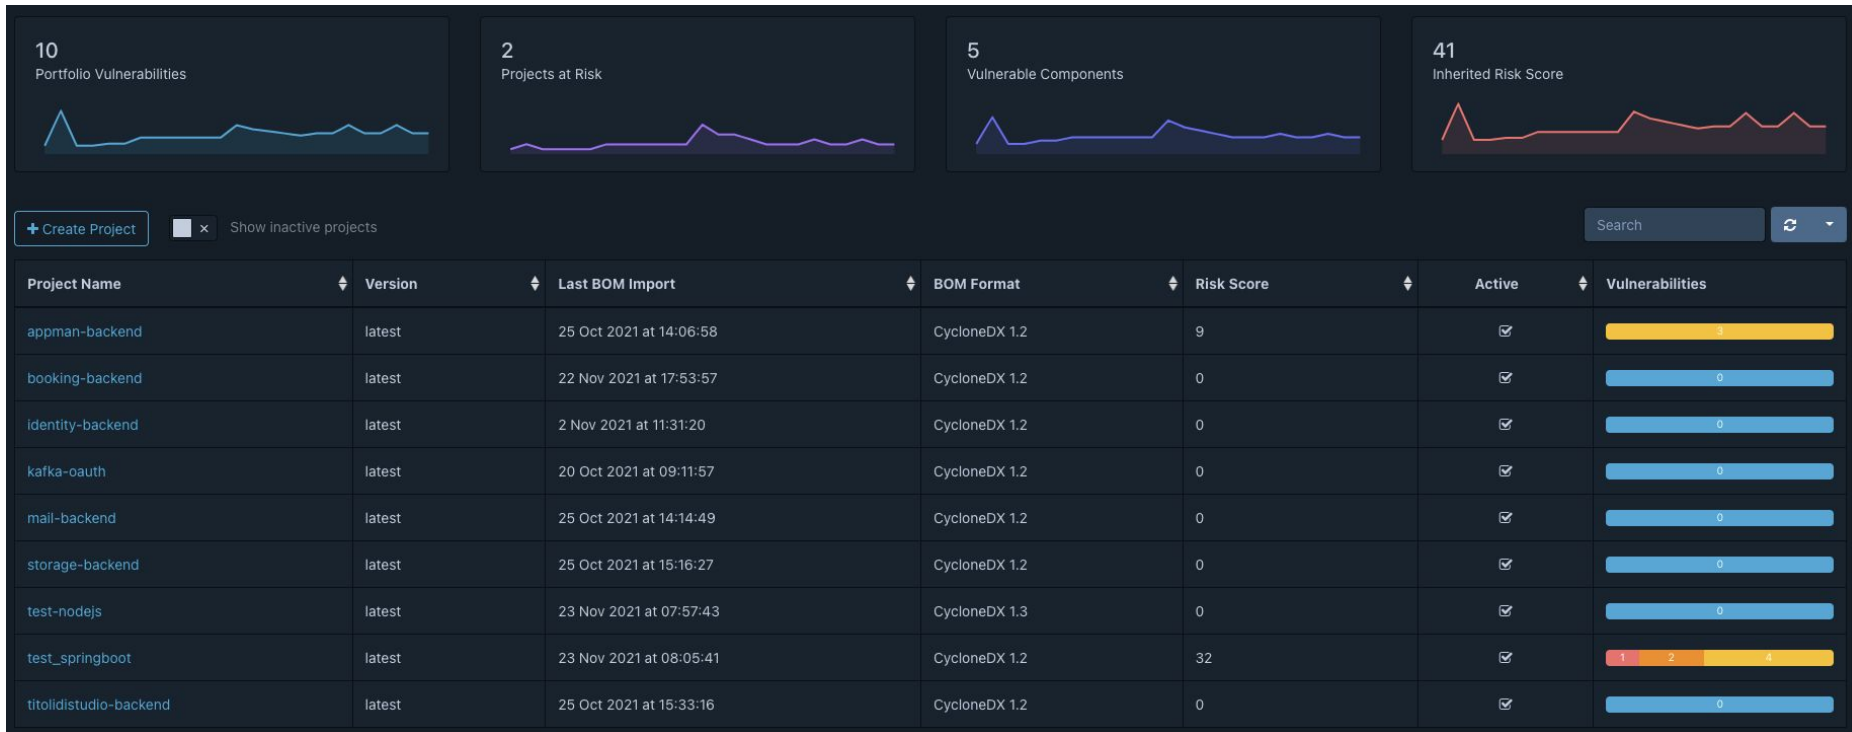 10
Portfolio Vulnerabilities
2
Projects at Risk
5
Vulnerable Components
41
Inherited Risk Score
Create Project
Show inactive projects
Search
Project Name Version Last BOM Import BOM Format Risk Score Active Vulnerabilities
appman-backend latest 25 Oct 2021 at 14:06:58 CycloneDX 1.2 9 3
booking-backend latest 22 Nov 2021 at 17:53:57 CycloneDX 1.2 0 0
identity-backend latest 2 Nov 2021 at 11:31:20 CycloneDX 1.2 0 0
kafka-oauth latest 20 Oct 2021 at 09:11:57 CycloneDX 1.2 0 0
mail-backend latest 25 Oct 2021 at 14:14:49 CycloneDX 1.2 0 0
storage-backend latest 25 Oct 2021 at 15:16:27 CycloneDX 1.2 0 0
test-nodejs latest 23 Nov 2021 at 07:57:43 CycloneDX 1.3 0 0
test_springboot latest 23 Nov 2021 at 08:05:41 CycloneDX 1.2 32 1 2 4
titolidistudio-backend latest 25 Oct 2021 at 15:33:16 CycloneDX 1.2 0 0